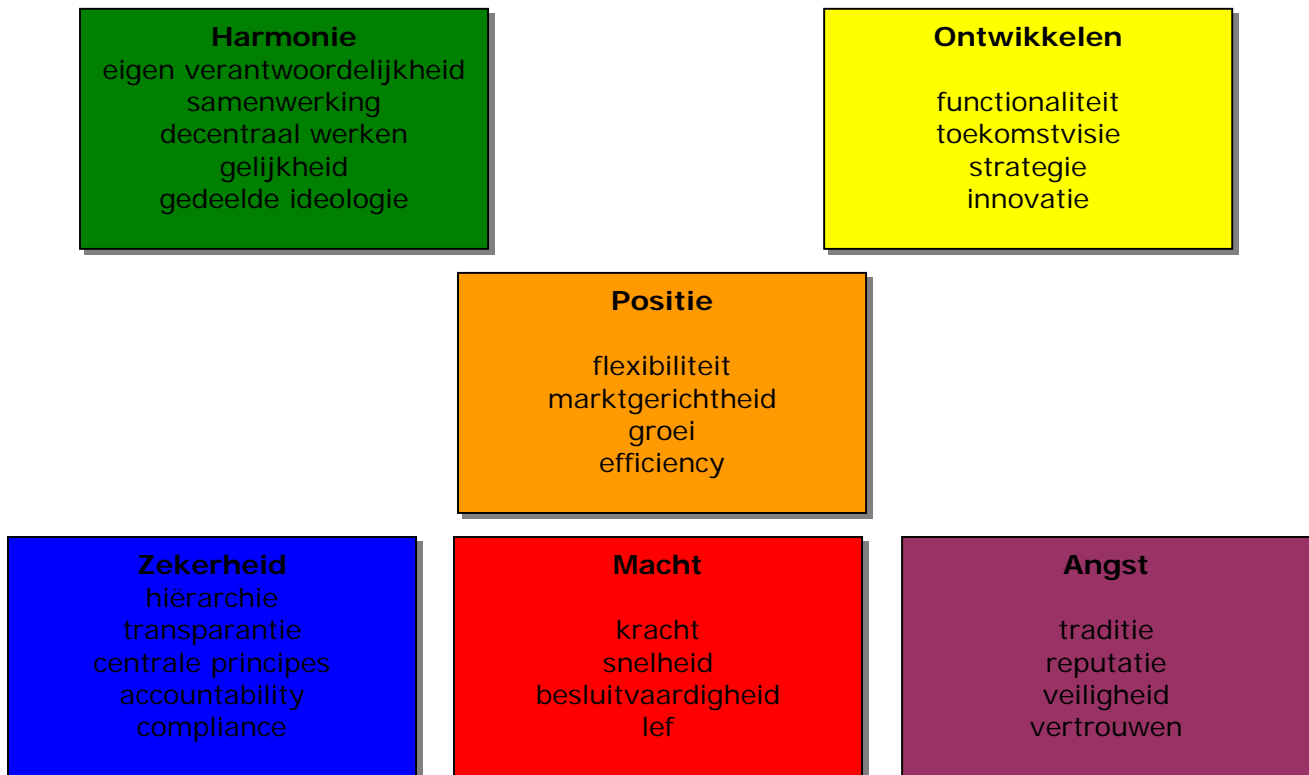 Harmonie
eigen verantwoordelijkheid
samenwerking
decentraal werken
gelijkheid
gedeelde ideologie
Ontwikkelen
functionaliteit
toekomstvisie
strategie
innovatie
Positie
flexibiliteit
marktgerichtheid
groei
efficiency
Zekerheid
hiërarchie
transparantie
centrale principes
accountability
compliance
Macht
kracht
snelheid
besluitvaardigheid
lef
Angst
traditie
reputatie
veiligheid
vertrouwen